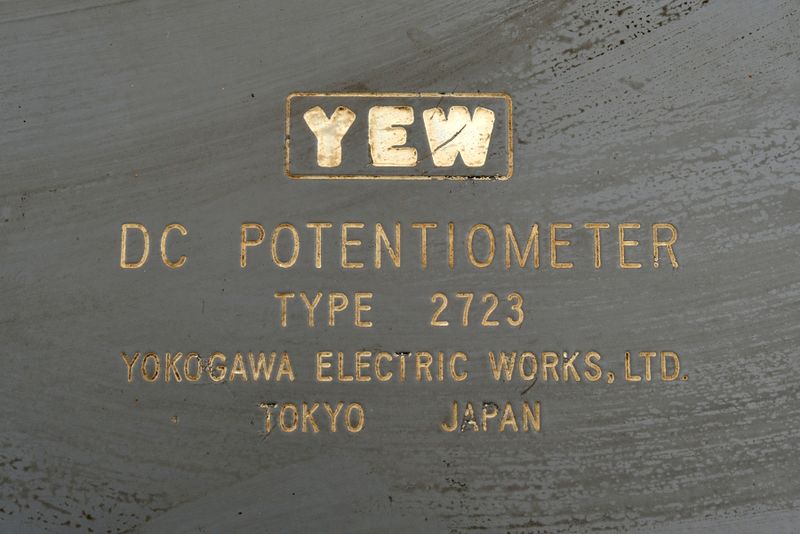 YEW
DC POTENTIOMETER
TYPE 2723
YOKOGAWA ELECTRIC WORKS, LTD.
TOKYO JAPAN